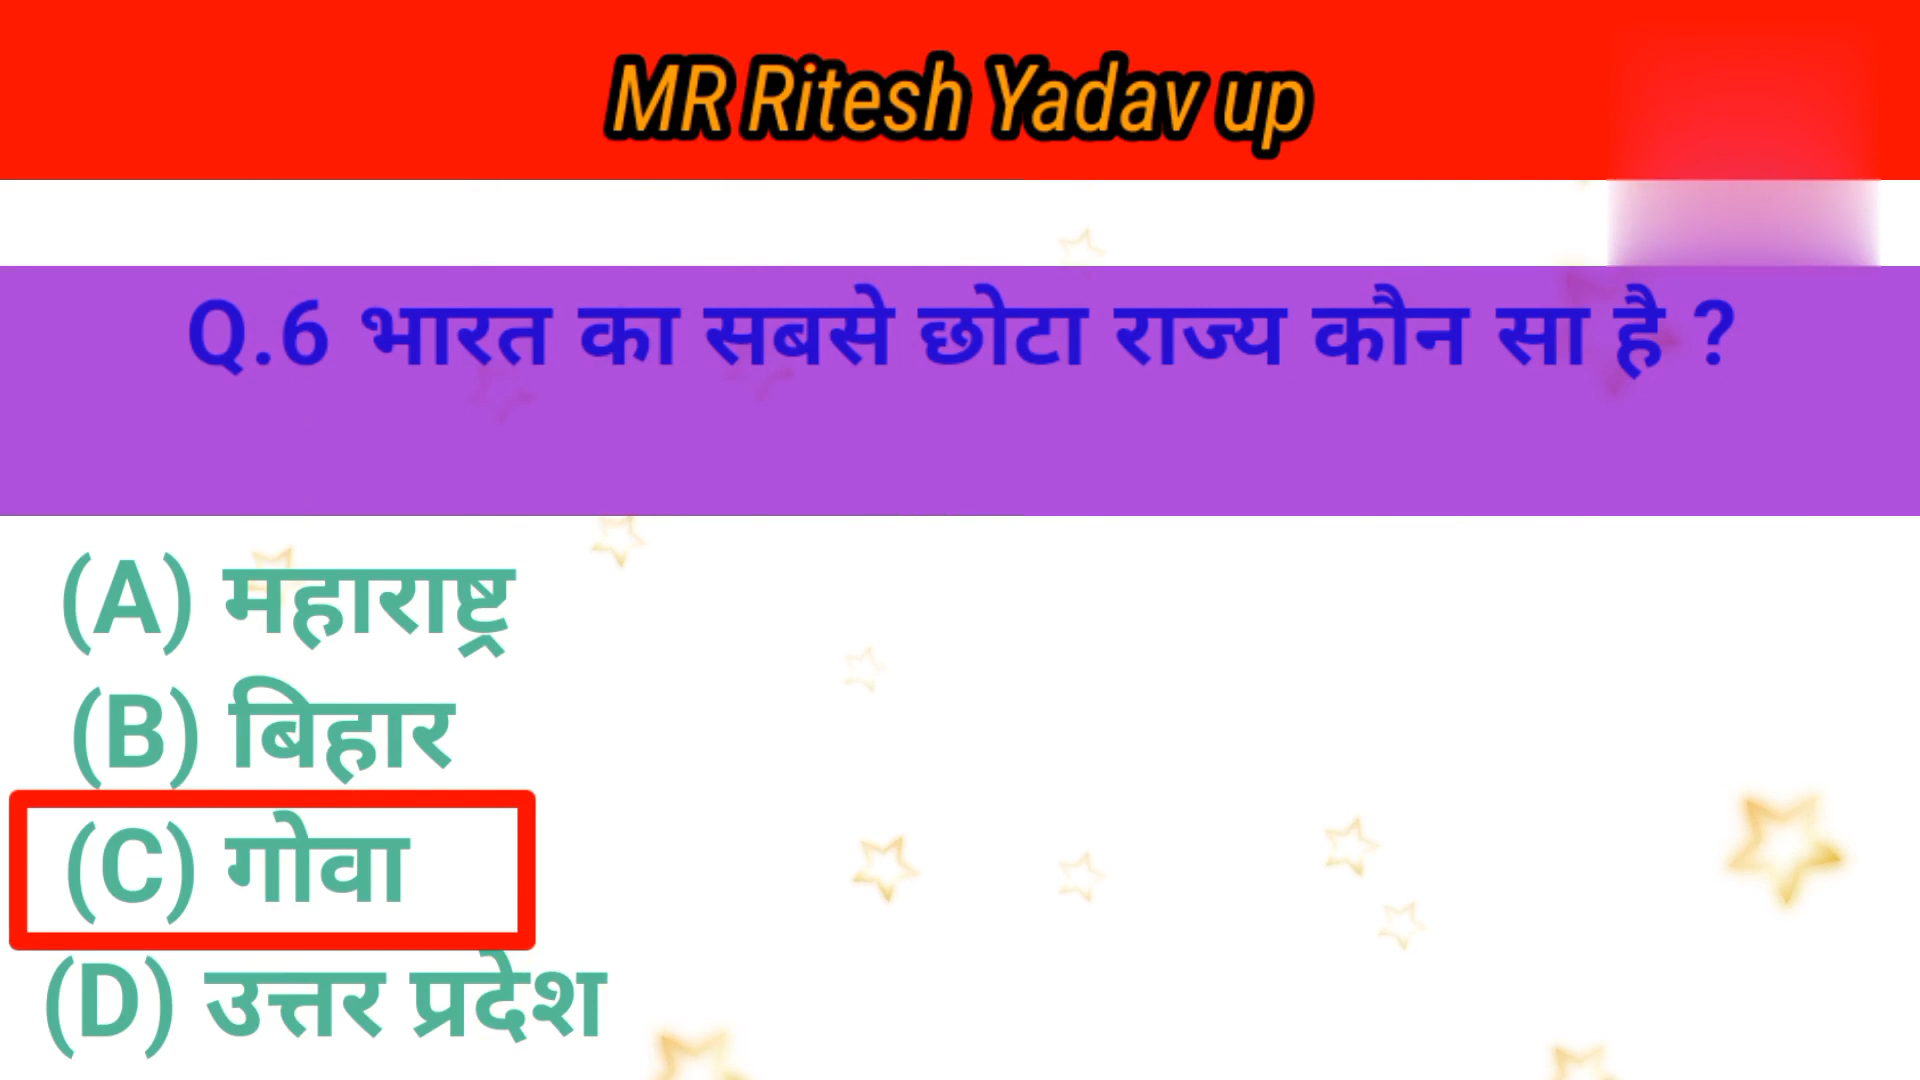 MR Ritesh Yadav up
Q.6 भारत का सबसे छोटा राज्य कौन सा है ?
(A) महाराष्ट्र
(B) बिहार
(C) गोवा
(D) उत्तर प्रदेश